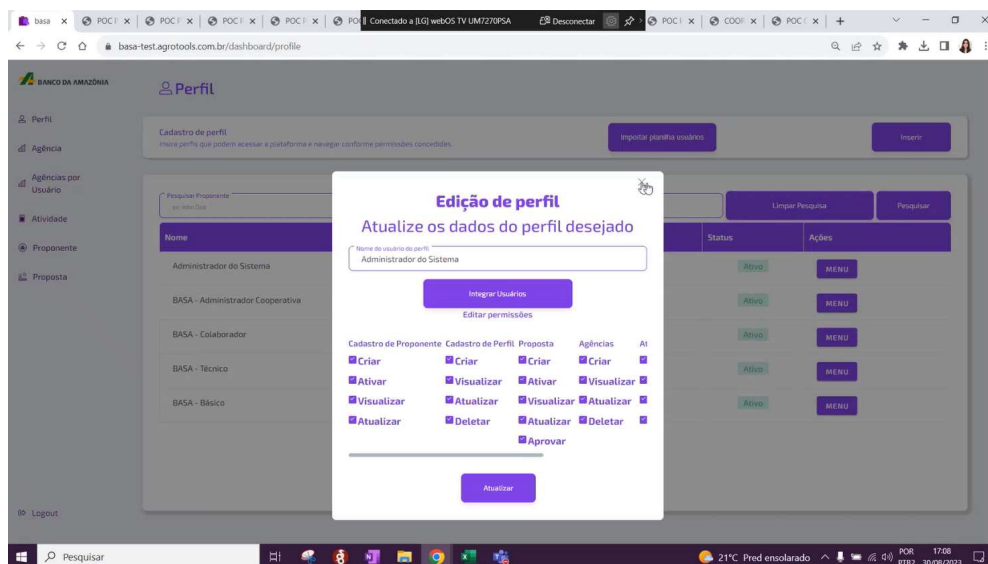 basa
POC
POC
POC
POC
Conectado a [LG] webOS TV UM7270PSA
Desconectar
POC
COOP
POC
basa-test.agrotools.com.br/dashboard/profile
BANCO DA AMAZÔNIA
Perfil
Perfil
Agência
Agências por
Usuário
Atividade
Proponente
Proposta
Logout
Cadastro de perfil
perfis que podem acessar a plataforma e navegar conforme permissões concedidas.
Importar planilha usuários
Inserir
Pesquisar Proponente
ex: John Doe
Limpar Pesquisa
Pesquisar
Nome
Status
Ações
Administrador do Sistema
Ativo
MENU
BASA - Administrador Cooperativa
Ativo
MENU
BASA - Colaborador
Ativo
MENU
BASA - Técnico
Ativo
MENU
BASA - Básico
Ativo
MENU
Edição de perfil
Atualize os dados do perfil desejado
Nome do usuário do perfil
Administrador do Sistema
Integrar Usuários
Editar permissões
Cadastro de Proponente Cadastro de Perfil Proposta Agências At
Criar Criar Criar Criar
Ativar Visualizar Ativar Visualizar
Visualizar Atualizar Visualizar Atualizar
Atualizar Deletar Atualizar Deletar
Aprovar
Atualizar
Pesquisar
21°C Pred ensolarado
POR
PTB2
17:08
30/08/2023